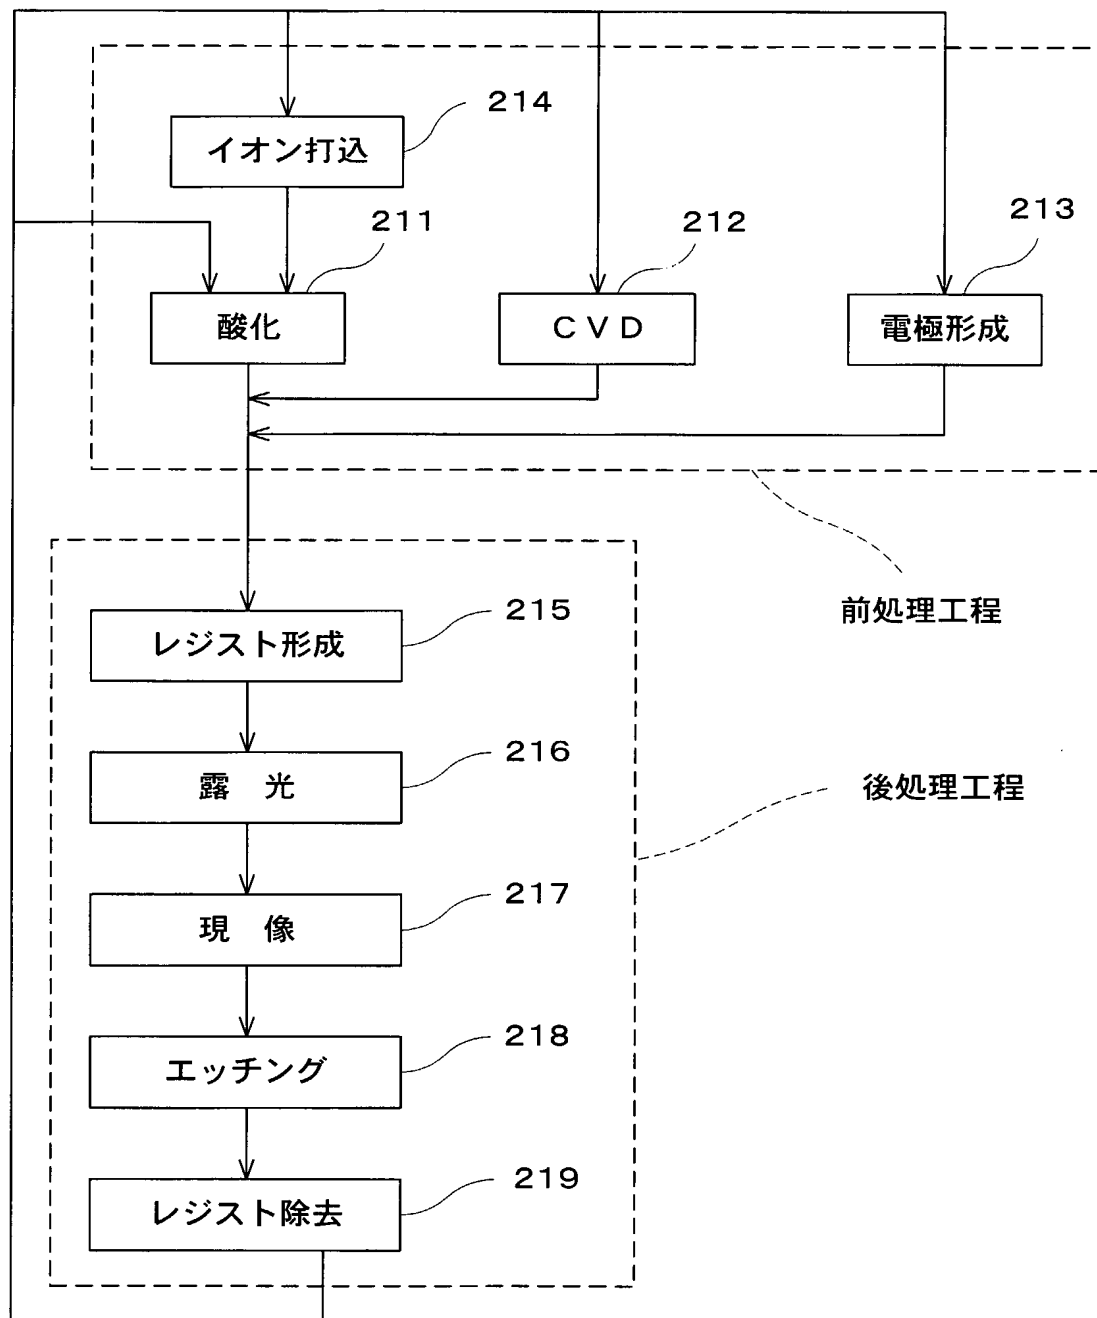 214
イオン打込
211
212
213
酸化
ＣＶＤ
電極形成
前処理工程
215
レジスト形成
216
露　光
後処理工程
217
現　像
218
エッチング
219
レジスト除去